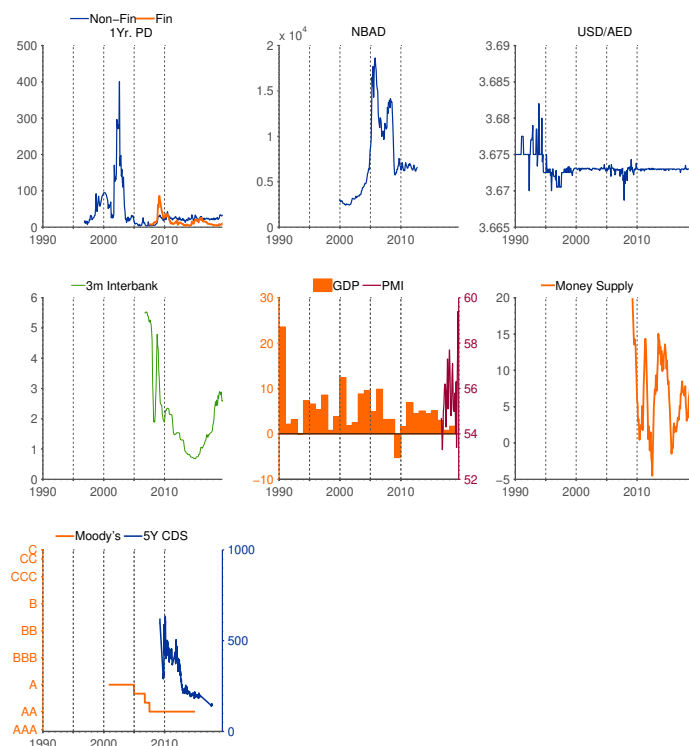 Non-Fin Fin
1Yr. PD
500
400
300
200
100
0
1990 2000 2010
NBAD
2 x 10^4
1.5
1
0.5
0
1990 2000 2010
USD/AED
3.69
3.685
3.68
3.675
3.67
3.665
1990 2000 2010
3m Interbank
6
5
4
3
2
1
0
1990 2000 2010
GDP PMI
30 60
20 58
10 56
0 54
−10 52
1990 2000 2010
Money Supply
20
15
10
5
0
−5
1990 2000 2010
Moody's 5Y CDS
C 1000
CC
CCC
B
BB 500
BBB
A
AA
AAA 0
1990 2000 2010